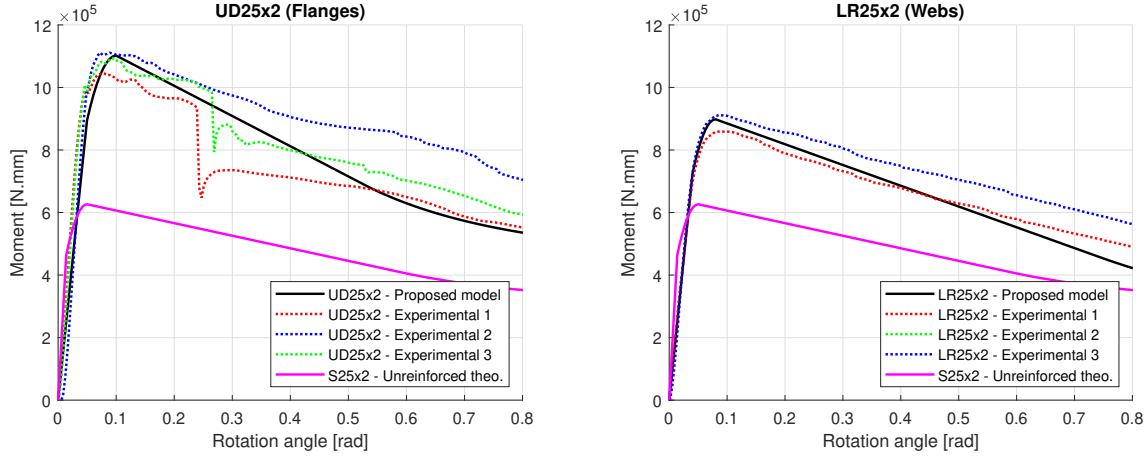 UD25x2 (Flanges)
×10⁵
12
10
8
6
4
2
0
Moment [N.mm]
0 0.1 0.2 0.3 0.4 0.5 0.6 0.7 0.8
Rotation angle [rad]
UD25x2 - Proposed model
UD25x2 - Experimental 1
UD25x2 - Experimental 2
UD25x2 - Experimental 3
S25x2 - Unreinforced theo.
LR25x2 (Webs)
×10⁵
12
10
8
6
4
2
0
Moment [N.mm]
0 0.1 0.2 0.3 0.4 0.5 0.6 0.7 0.8
Rotation angle [rad]
LR25x2 - Proposed model
LR25x2 - Experimental 1
LR25x2 - Experimental 2
LR25x2 - Experimental 3
S25x2 - Unreinforced theo.